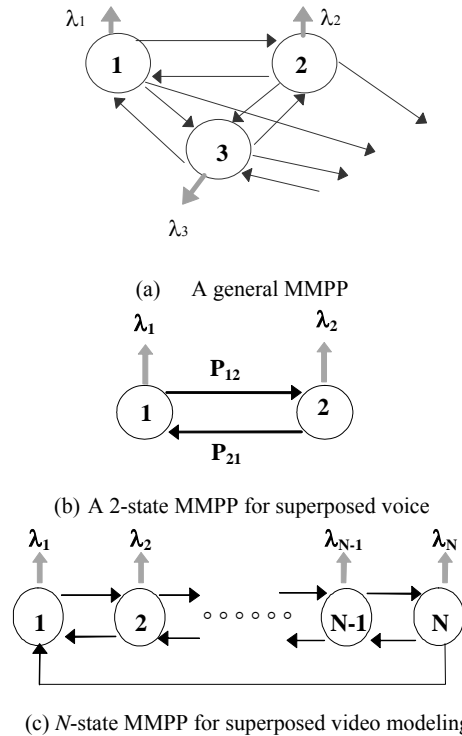 λ1 λ2
1 2
3
λ3
(a) A general MMPP
λ1 λ2
P12
1 2
P21
(b) A 2-state MMPP for superposed voice
λ1 λ2 λN-1 λN
1 2 N-1 N
(c) N-state MMPP for superposed video modeling